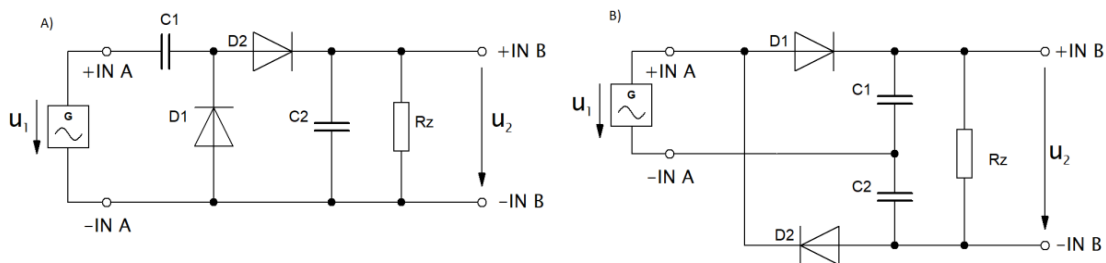 A)
C1
D2
+IN A
+IN B
G
u1
D1
C2
Rz
u2
-IN A
-IN B
B)
D1
+IN A
+IN B
C1
G
u1
Rz
u2
-IN A
C2
D2
-IN B